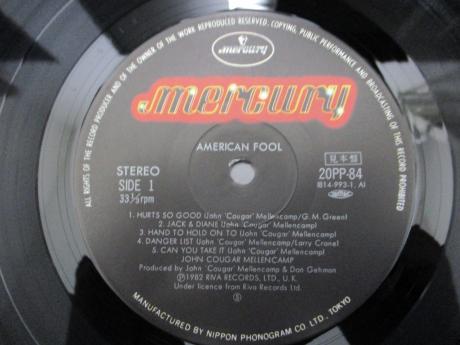 ALL RIGHTS OF THE RECORD PRODUCER AND OF THE OWNER OF THE WORK REPRODUCED RESERVED. COPYING, PUBLIC PERFORMANCE AND BROADCASTING OF THIS RECORD PROHIBITED
mercury
mercury
AMERICAN FOOL
STEREO
SIDE 1
33⅓rpm
見本盤
20PP-84
(814-993-1, A)
1. HURTS SO GOOD (John 'Cougar' Mellencamp/G.M. Green)
2. JACK & DIANE (John 'Cougar' Mellencamp)
3. HAND TO HOLD ON TO (John 'Cougar' Mellencamp)
4. DANGER LIST (John 'Cougar' Mellencamp/Larry Crane)
5. CAN YOU TAKE IT (John 'Cougar' Mellencamp)
JOHN COUGAR MELLENCAMP
Produced by John 'Cougar' Mellencamp & Don Gehman
Ⓟ1982 RIVA RECORDS, LTD., U.K.
Under licence from Riva Records Ltd.
Ⓢ
MANUFACTURED BY NIPPON PHONOGRAM CO., LTD., TOKYO